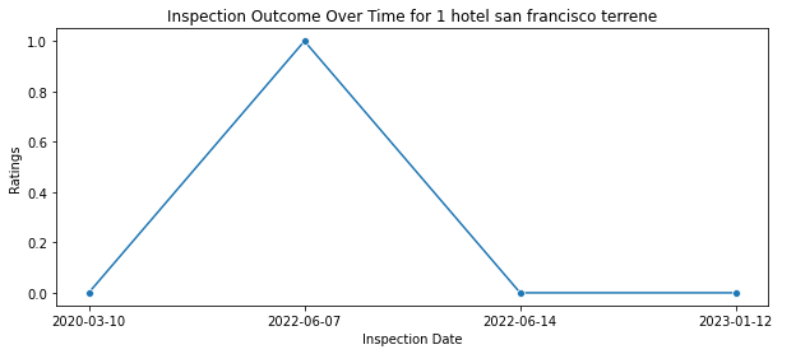 Inspection Outcome Over Time for 1 hotel san francisco terrene
1.0
0.8
0.6
0.4
0.2
0.0
Ratings
2020-03-10 2022-06-07 2022-06-14 2023-01-12
Inspection Date